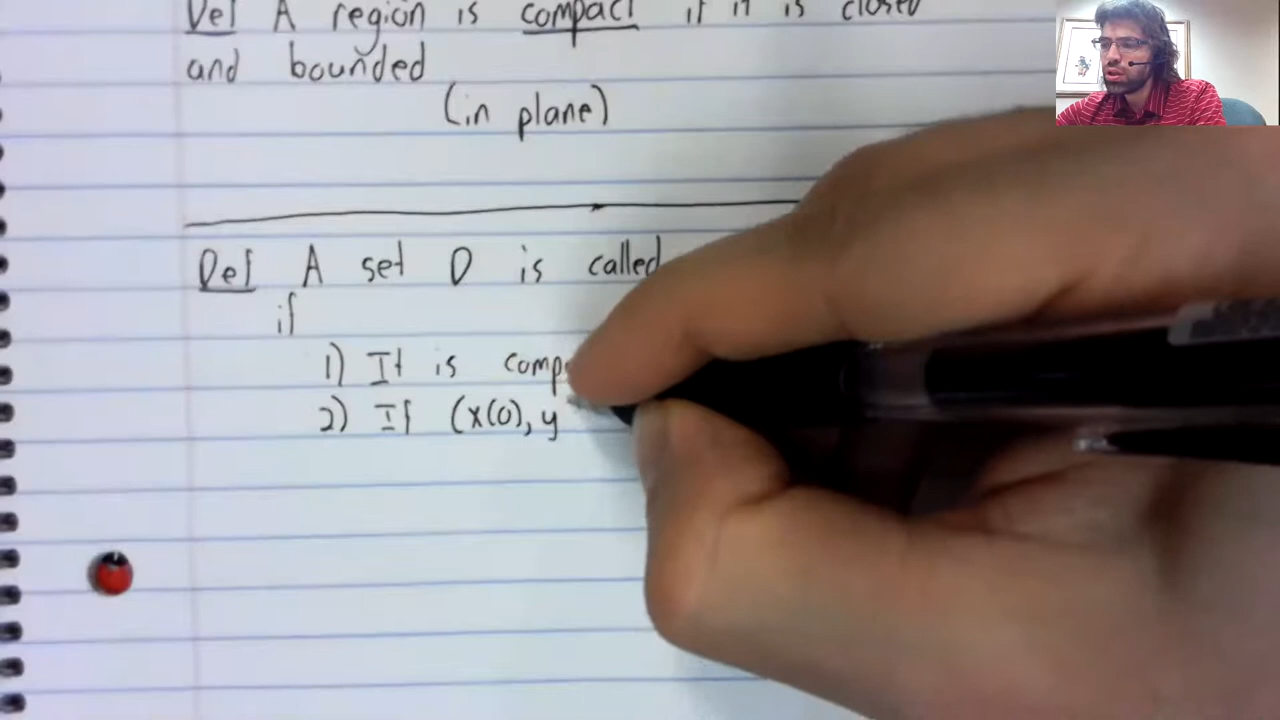 Def A region is compact if it is closed
and bounded
(in plane)
Def A set D is called
if
1) It is
2) If (x(0), y